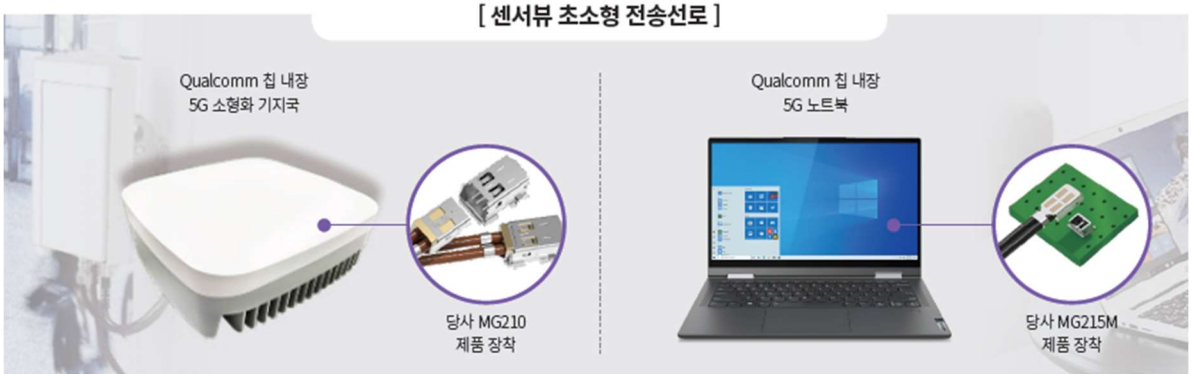 [ 센서뷰 초소형 전송선로 ]
Qualcomm 칩 내장
5G 소형화 기지국
당사 MG210
제품 장착
Qualcomm 칩 내장
5G 노트북
당사 MG215M
제품 장착